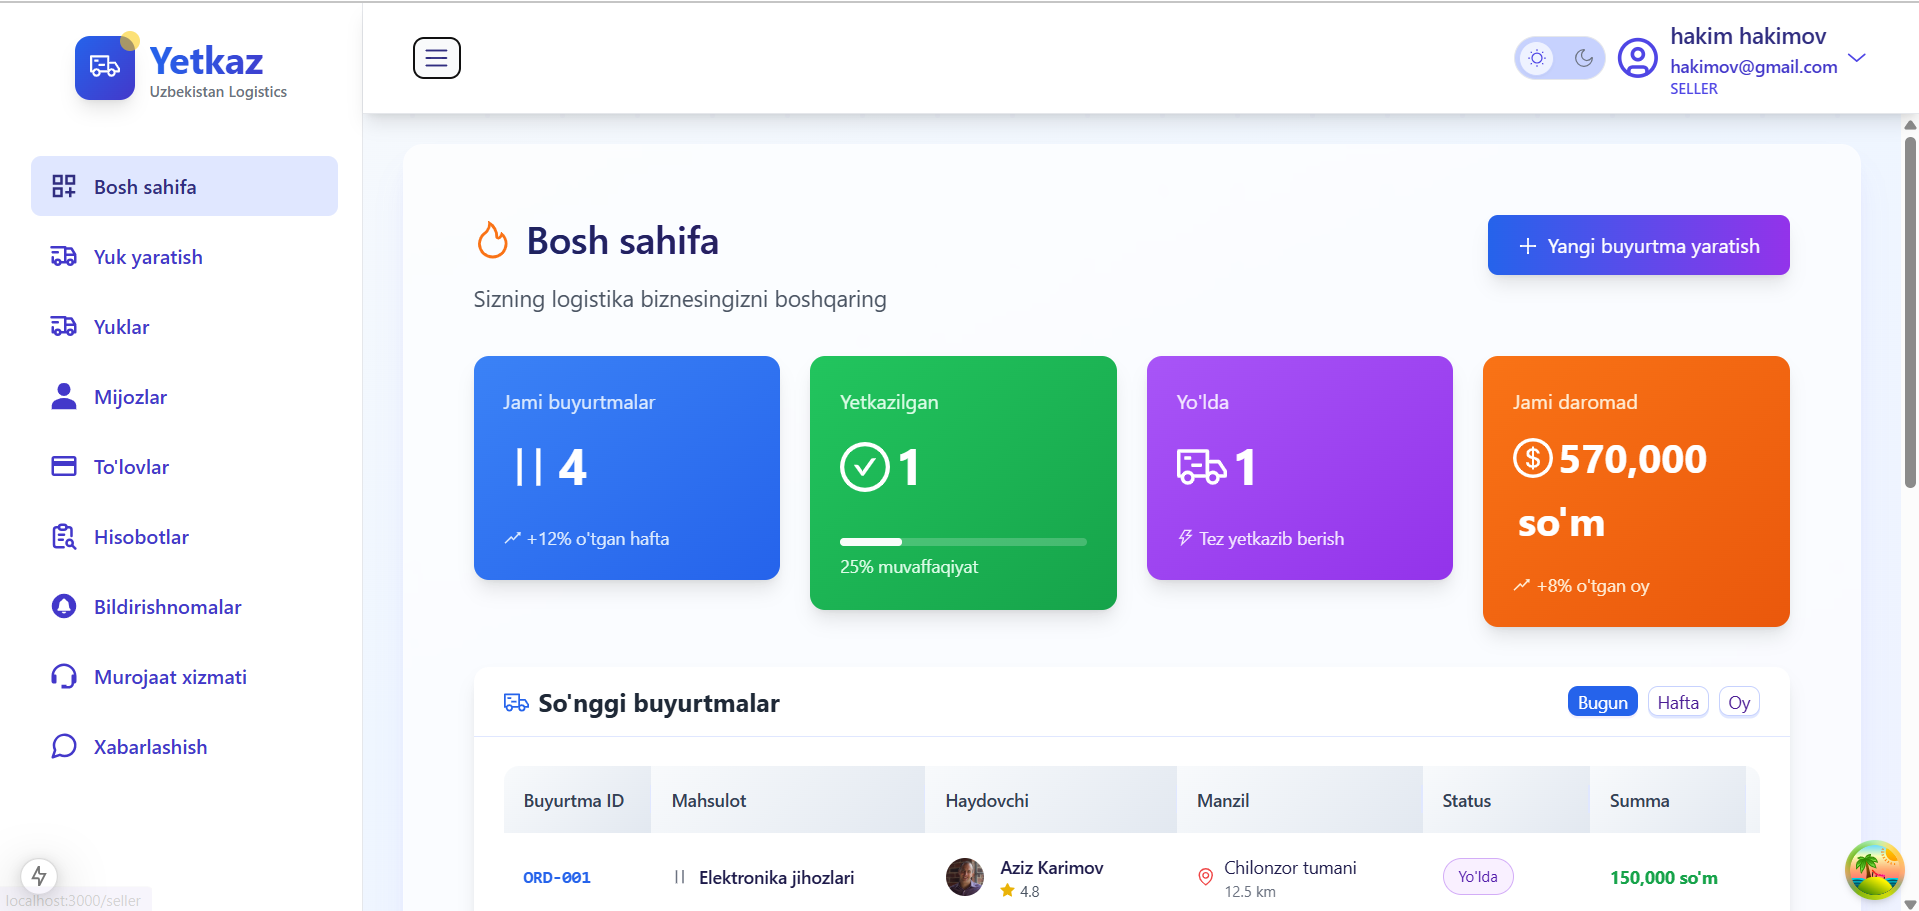 Yetkaz
Uzbekistan Logistics
Bosh sahifa
Yuk yaratish
Yuklar
Mijozlar
To'lovlar
Hisobotlar
Bildirishnomalar
Murojaat xizmati
Xabarlashish
localhost:3000/seller
hakim hakimov
hakimov@gmail.com
SELLER
Bosh sahifa
Sizning logistika biznesingizni boshqaring
+ Yangi buyurtma yaratish
Jami buyurtmalar
4
+12% o'tgan hafta
Yetkazilgan
1
25% muvaffaqiyat
Yo'lda
1
Tez yetkazib berish
Jami daromad
570,000
so'm
+8% o'tgan oy
So'nggi buyurtmalar
Bugun Hafta Oy
Buyurtma ID Mahsulot Haydovchi Manzil Status Summa
ORD-001 Elektronika jihozlari Aziz Karimov Chilonzor tumani Yo'lda 150,000 so'm
4.8 12.5 km